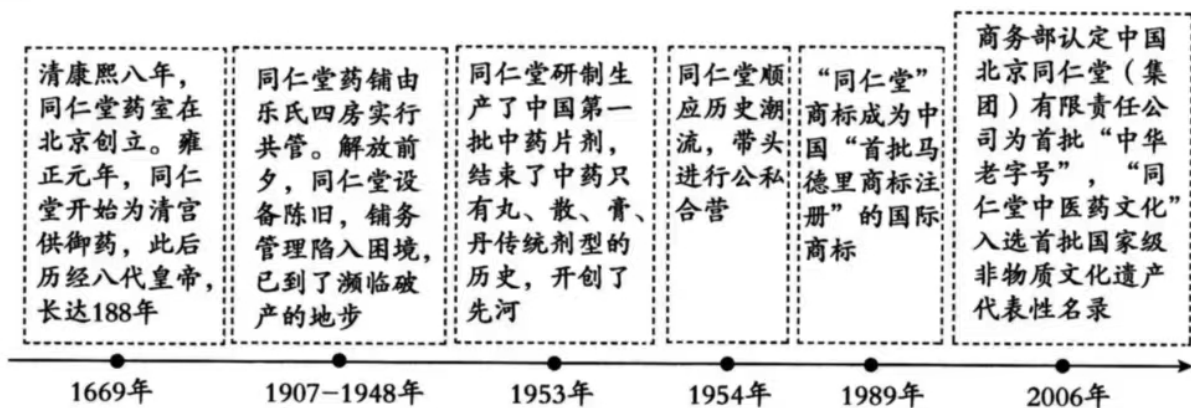 清康熙八年，
同仁堂药室在
北京创立。雍
正元年，同仁
堂开始为清宫
供御药，此后
历经八代皇帝，
长达188年
同仁堂药铺由
乐氏四房实行
共管。解放前
夕，同仁堂设
备陈旧，铺务
管理陷入困境，
已到了濒临破
产的地步
同仁堂研制生
产了中国第一
批中药片剂，
结束了中药只
有丸、散、膏、
丹传统剂型的
历史，开创了
先河
同仁堂顺
应历史潮
流，带头
进行公私
合营
“同仁堂”
商标成为中
国“首批马
德里商标注
册”的国际
商标
商务部认定中国
北京同仁堂（集
团）有限责任公
司为首批“中华
老字号”，“同
仁堂中医药文化”
入选首批国家级
非物质文化遗产
代表性名录
1669年
1907-1948年
1953年
1954年
1989年
2006年